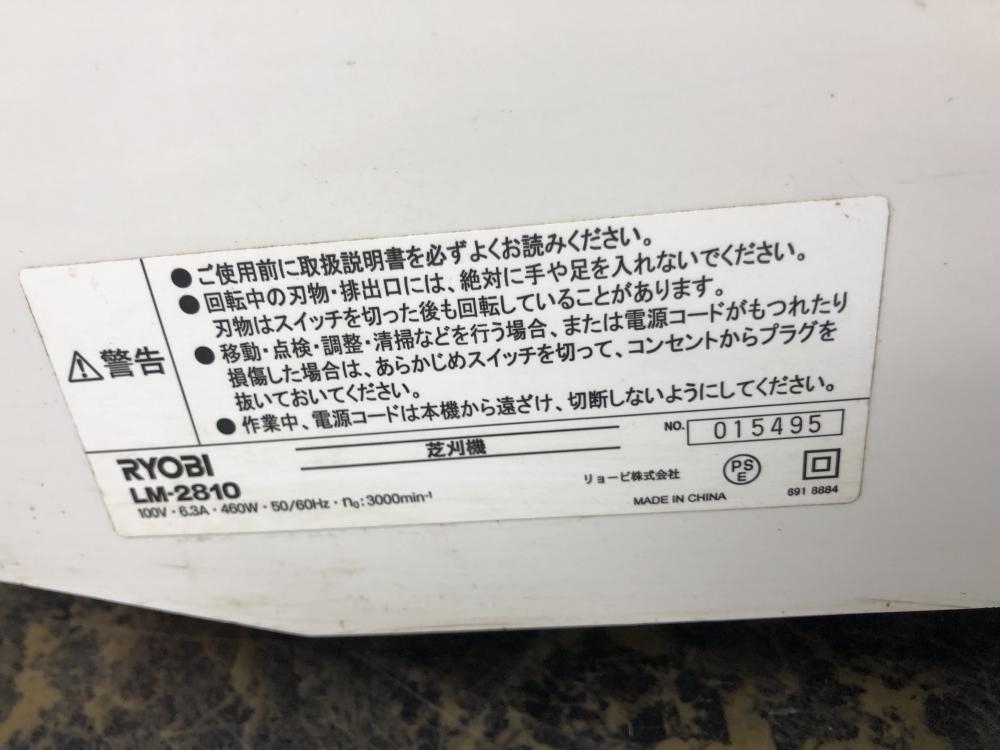 警告
●ご使用前に取扱説明書を必ずよくお読みください。
●回転中の刃物・排出口には、絶対に手や足を入れないでください。
刃物はスイッチを切った後も回転していることがあります。
●移動・点検・調整・清掃などを行う場合、または電源コードがもつれたり
損傷した場合は、あらかじめスイッチを切って、コンセントからプラグを
抜いておいてください。
●作業中、電源コードは本機から遠ざけ、切断しないようにしてください。
RYOBI
芝刈機
NO. 015495
LM-2810
100V・6.3A・460W・50/60Hz・n₀:3000min⁻¹
リョービ株式会社
MADE IN CHINA
PS
E
691 8884